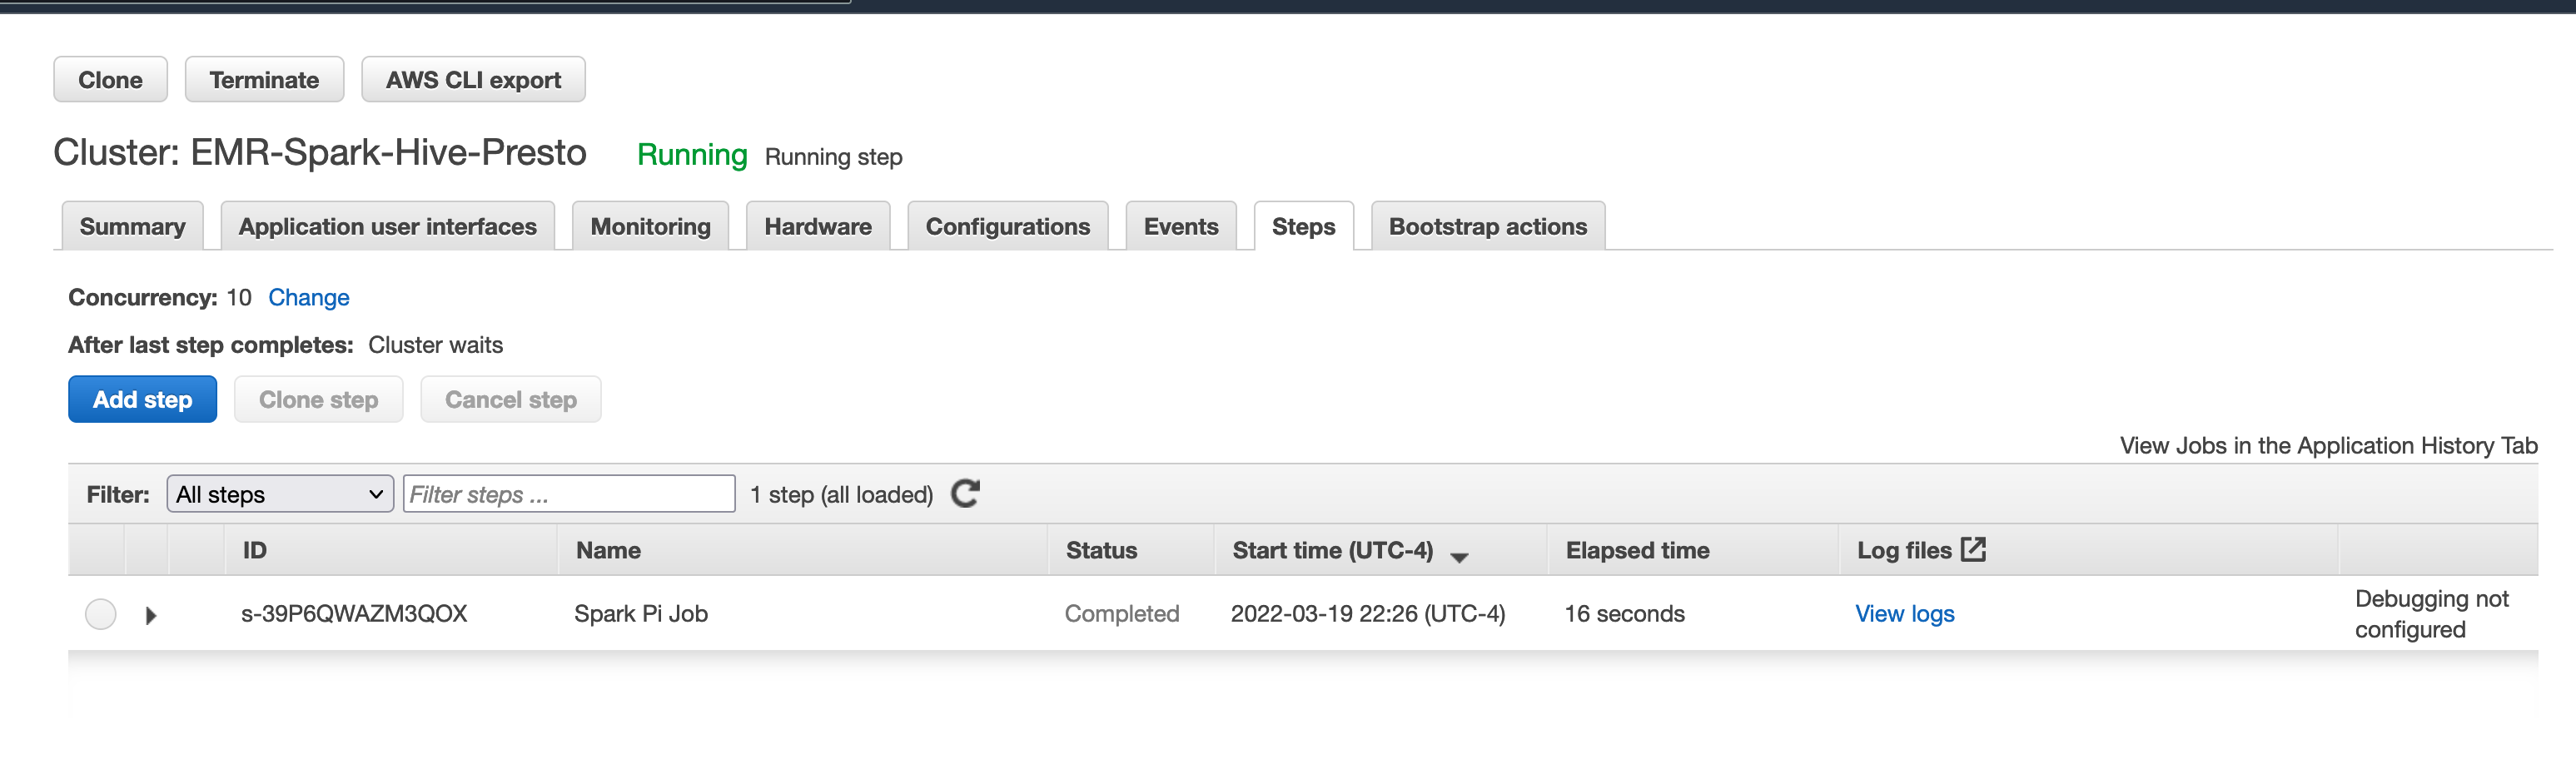 Clone Terminate AWS CLI export
Cluster: EMR-Spark-Hive-Presto Running Running step
Summary Application user interfaces Monitoring Hardware Configurations Events Steps Bootstrap actions
Concurrency: 10 Change
After last step completes: Cluster waits
Add step Clone step Cancel step
View Jobs in the Application History Tab
Filter: All steps Filter steps ... 1 step (all loaded)
ID Name Status Start time (UTC-4) Elapsed time Log files
s-39P6QWAZM3QOX Spark Pi Job Completed 2022-03-19 22:26 (UTC-4) 16 seconds View logs Debugging not
configured